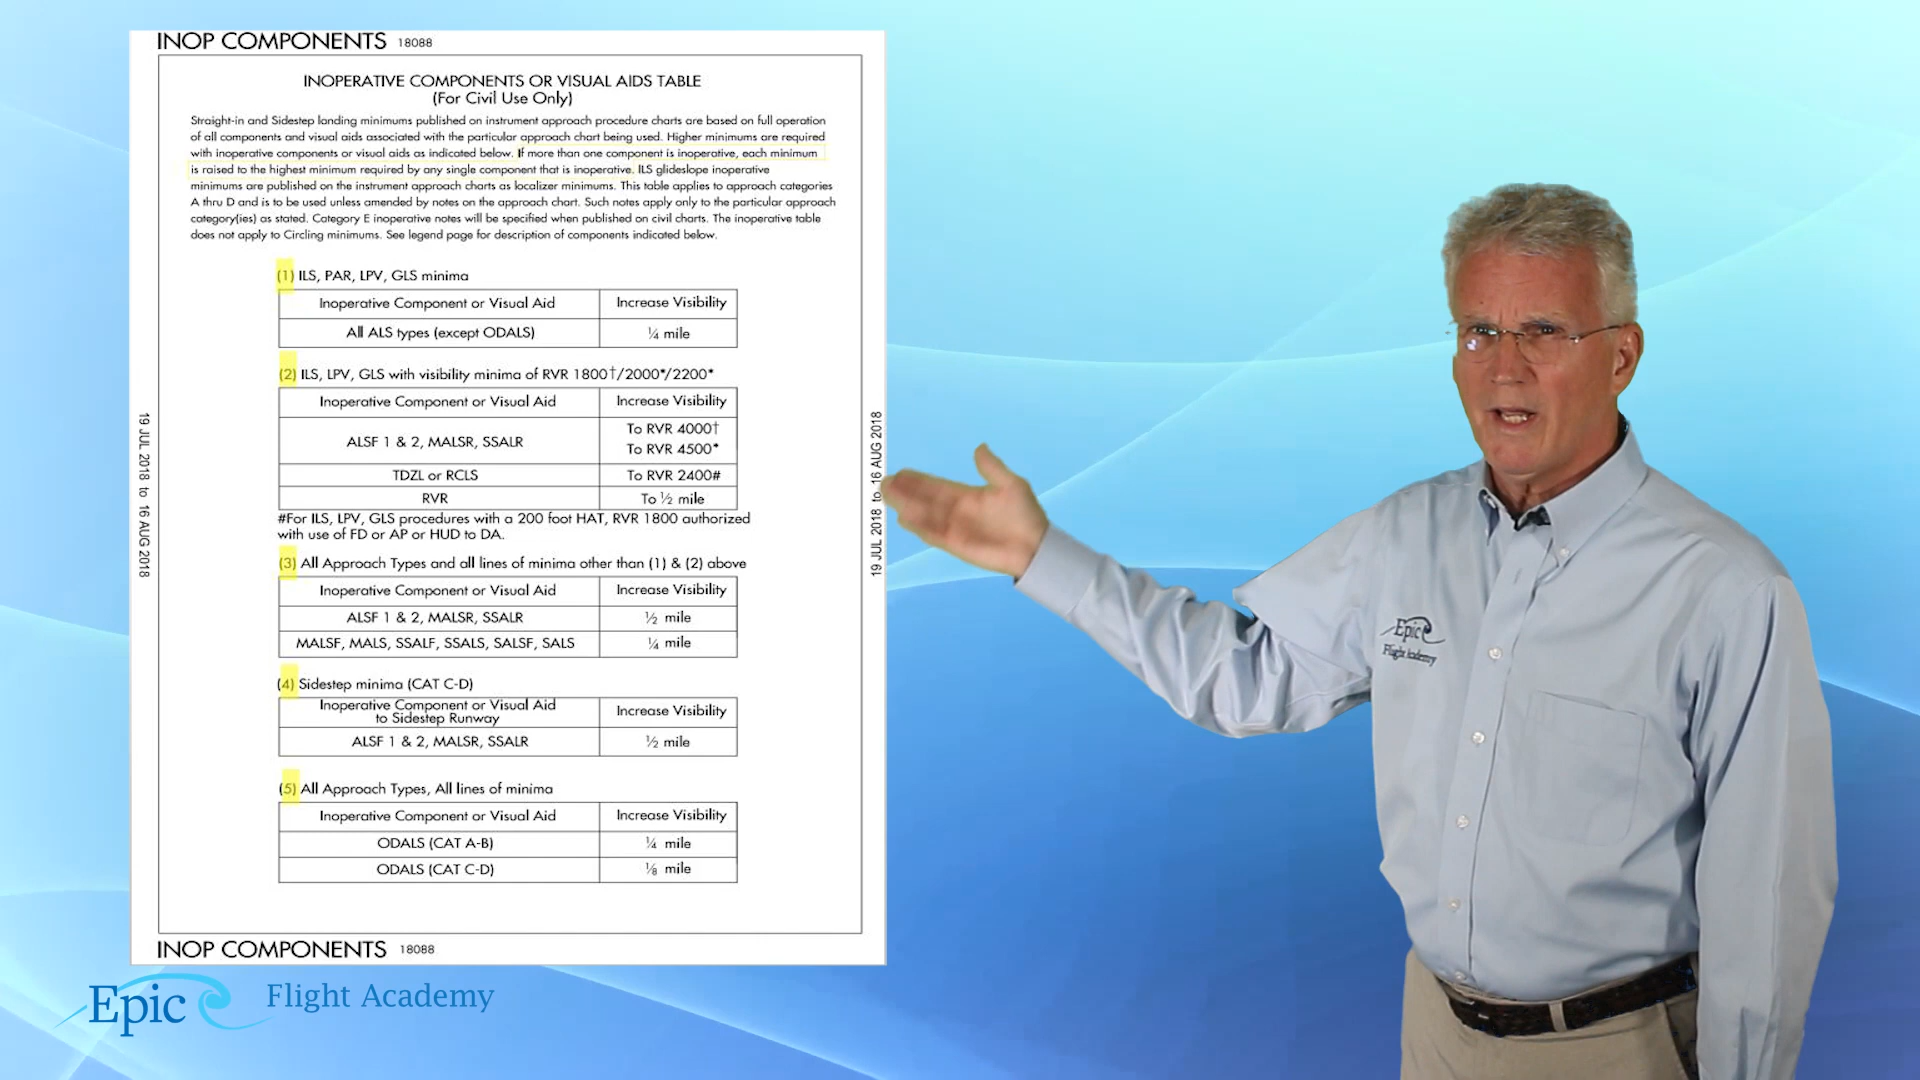 INOP COMPONENTS 18088
INOPERATIVE COMPONENTS OR VISUAL AIDS TABLE
(For Civil Use Only)
Straight-in and Sidestep landing minimums published on instrument approach procedure charts are based on full operation
of all components and visual aids associated with the particular approach chart being used. Higher minimums are required
with inoperative components or visual aids as indicated below. If more than one component is inoperative, each minimum
is raised to the highest minimum required by any single component that is inoperative. ILS glideslope inoperative
minimums are published on the instrument approach charts as localizer minimums. This table applies to approach categories
A thru D and is to be used unless amended by notes on the approach chart. Such notes apply only to the particular approach
category(ies) as stated. Category E inoperative notes will be specified when published on civil charts. The inoperative table
does not apply to Circling minimums. See legend page for description of components indicated below.
(1) ILS, PAR, LPV, GLS minima
Inoperative Component or Visual Aid Increase Visibility
All ALS types (except ODALS) ¼ mile
(2) ILS, LPV, GLS with visibility minima of RVR 1800†/2000*/2200*
Inoperative Component or Visual Aid Increase Visibility
ALSF 1 & 2, MALSR, SSALR To RVR 4000†
To RVR 4500*
TDZL or RCLS To RVR 2400#
RVR To ½ mile
#For ILS, LPV, GLS procedures with a 200 foot HAT, RVR 1800 authorized
with use of FD or AP or HUD to DA.
(3) All Approach Types and all lines of minima other than (1) & (2) above
Inoperative Component or Visual Aid Increase Visibility
ALSF 1 & 2, MALSR, SSALR ½ mile
MALSF, MALS, SSALF, SSALS, SALSF, SALS ¼ mile
(4) Sidestep minima (CAT C-D)
Inoperative Component or Visual Aid
to Sidestep Runway Increase Visibility
ALSF 1 & 2, MALSR, SSALR ½ mile
(5) All Approach Types, All lines of minima
Inoperative Component or Visual Aid Increase Visibility
ODALS (CAT A-B) ¼ mile
ODALS (CAT C-D) ⅛ mile
INOP COMPONENTS 18088
19 JUL 2018 to 16 AUG 2018
19 JUL 2018 to 16 AUG 2018
Epic Flight Academy
Epic
Flight Academy